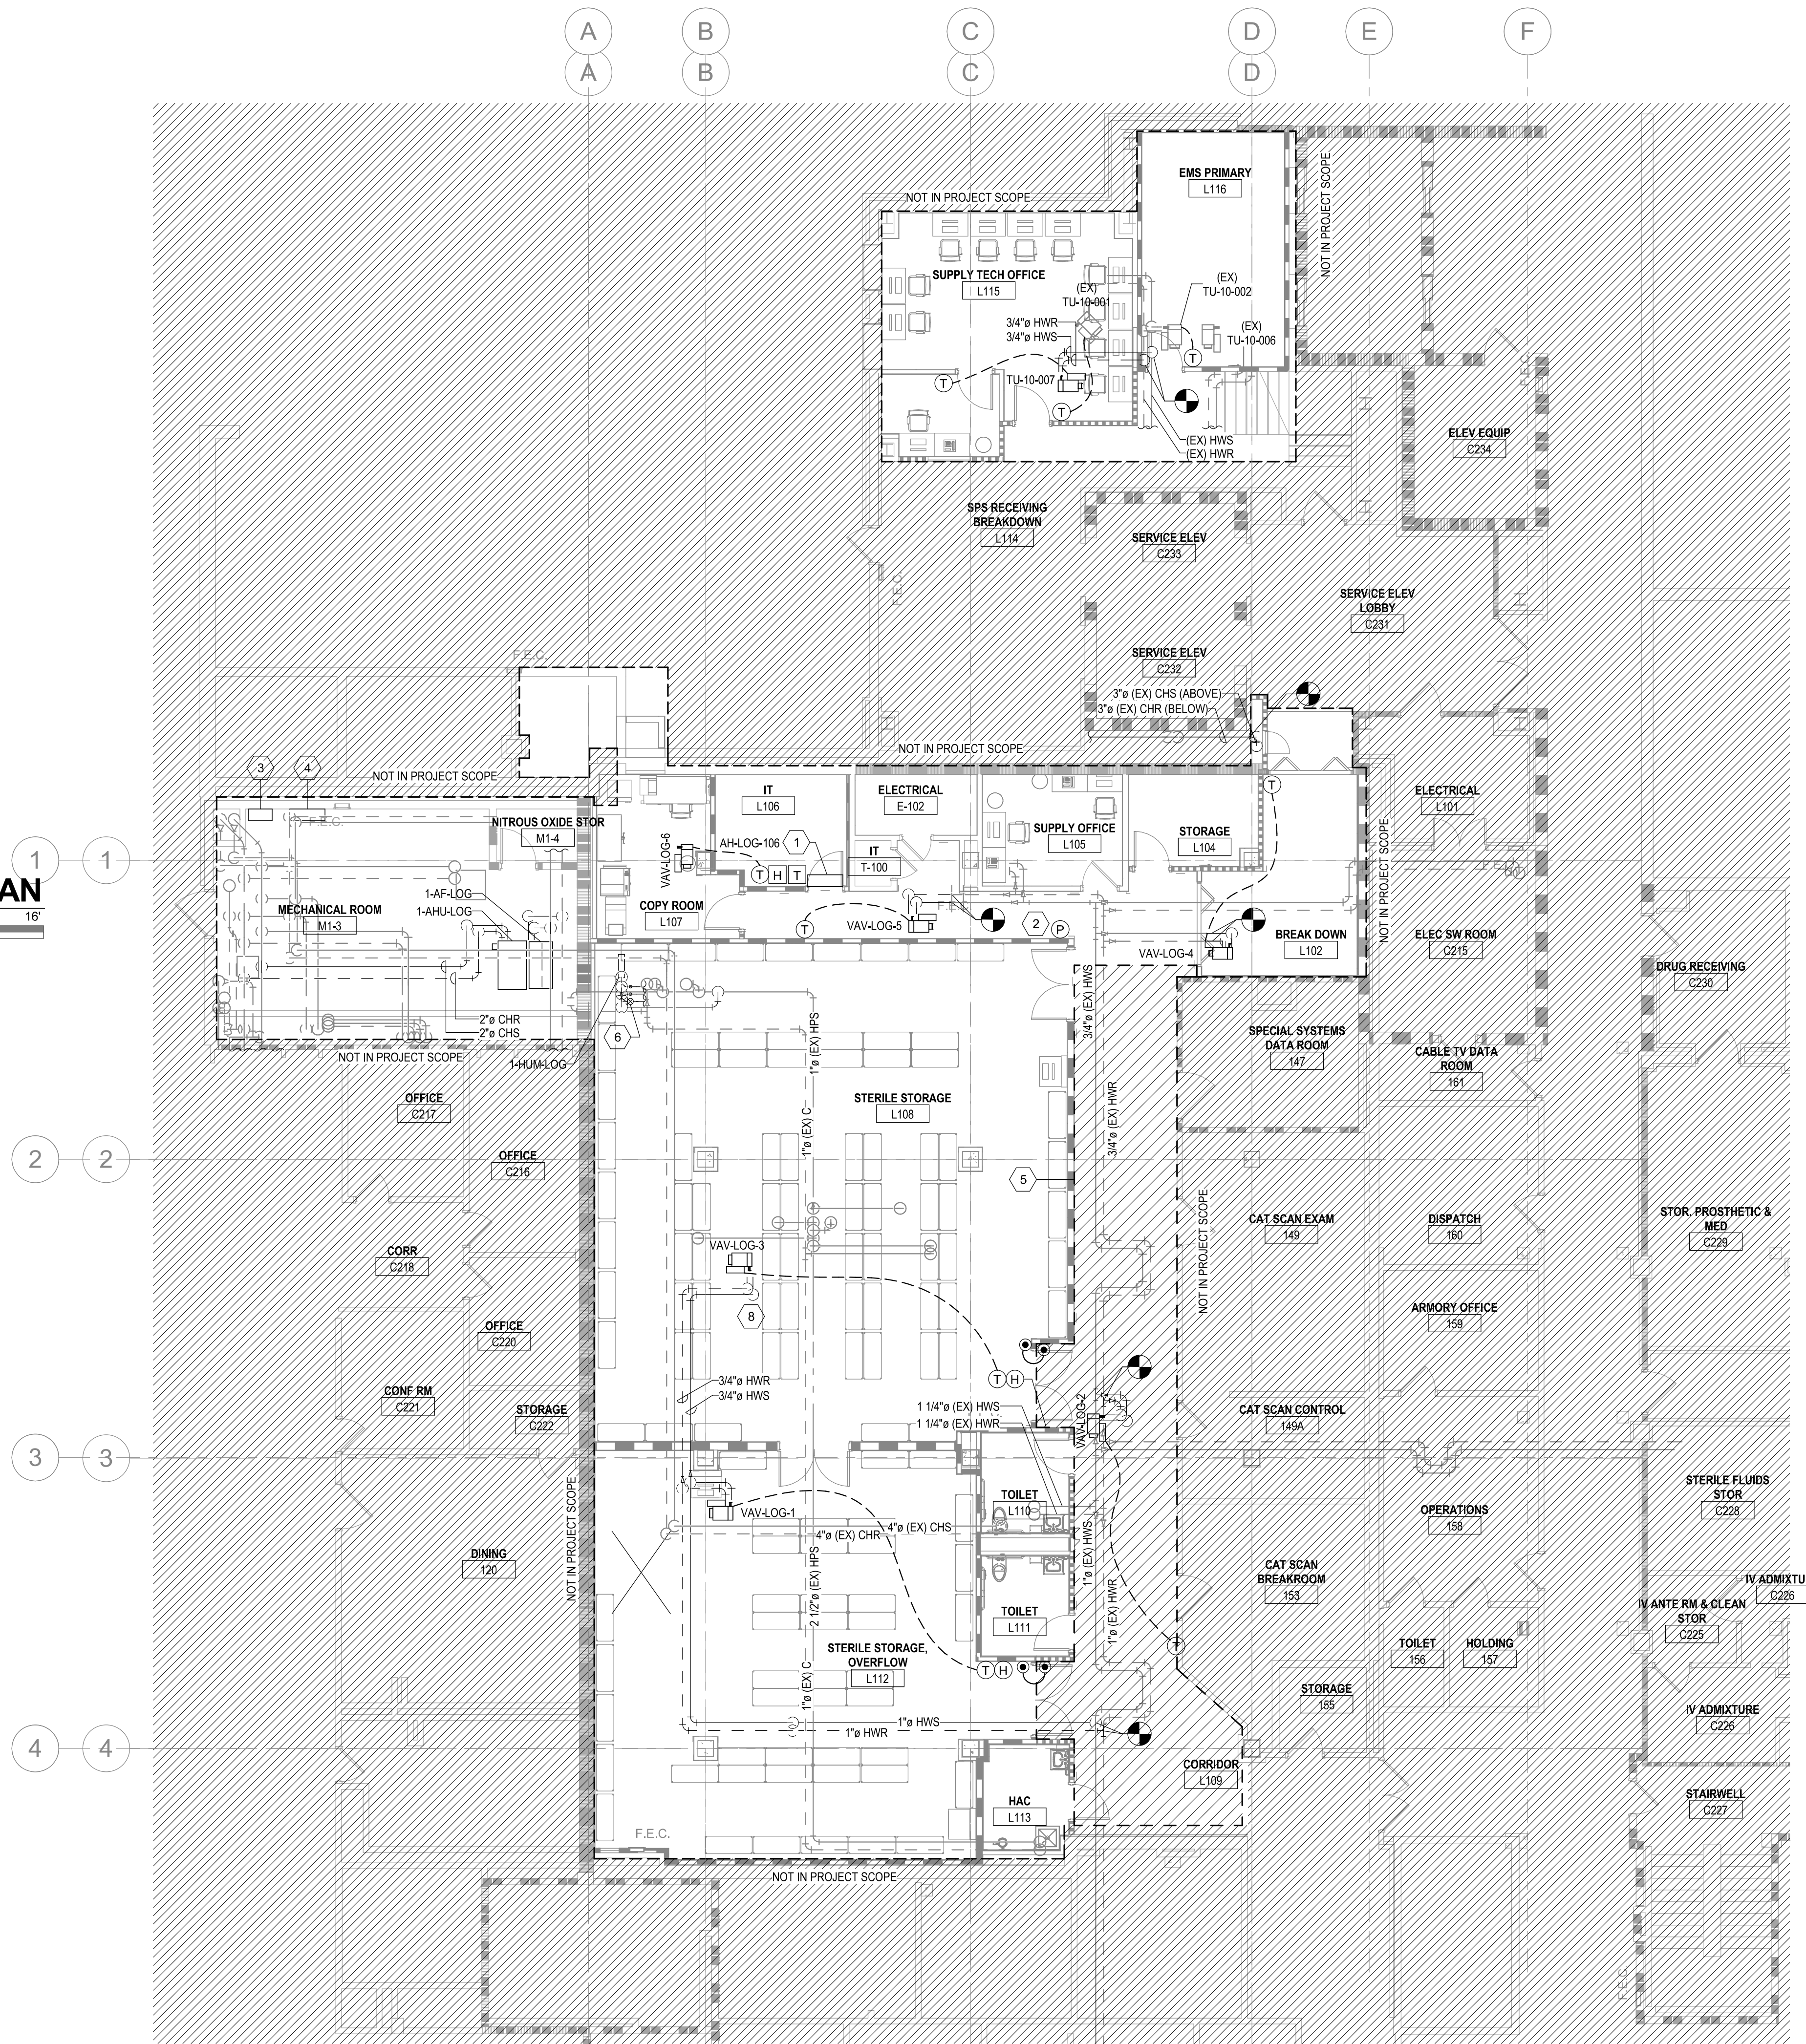 A
B
C
D
E
F
A
B
C
D
NOT IN PROJECT SCOPE
EMS PRIMARY
L116
NOT IN PROJECT SCOPE
SUPPLY TECH OFFICE
L115
(EX)
TU-10-001
(EX)
TU-10-002
(EX)
TU-10-006
3/4"ø HWR
3/4"ø HWS
T
T
TU-10-007
T
F.E.C.
(EX) HWS
(EX) HWR
ELEV EQUIP
C234
SPS RECEIVING
BREAKDOWN
L114
SERVICE ELEV
C233
F.E.C.
SERVICE ELEV
LOBBY
C231
SERVICE ELEV
C232
F.E.C.
3"ø (EX) CHS (ABOVE)
3"ø (EX) CHR (BELOW)
NOT IN PROJECT SCOPE
3
4
NOT IN PROJECT SCOPE
F.E.C.
NITROUS OXIDE STOR
M1-4
IT
L106
ELECTRICAL
E-102
T
ELECTRICAL
L101
SUPPLY OFFICE
L105
STORAGE
L104
VAV-LOG-6
AH-LOG-106
1
IT
T-100
T H T
NOT IN PROJECT SCOPE
1
1
AN
16'
1-AF-LOG
1-AHU-LOG
MECHANICAL ROOM
M1-3
COPY ROOM
L107
F.E.C.
T
VAV-LOG-5
2
P
VAV-LOG-4
BREAK DOWN
L102
ELEC SW ROOM
C215
DRUG RECEIVING
C230
2"ø CHR
2"ø CHS
6
1-HUM-LOG
NOT IN PROJECT SCOPE
1"ø (EX) HPS
3/4"ø (EX) HWS
SPECIAL SYSTEMS
DATA ROOM
147
CABLE TV DATA
ROOM
161
OFFICE
C217
STERILE STORAGE
L108
1"ø (EX) C
3/4"ø (EX) HWR
2
2
OFFICE
C216
5
NOT IN PROJECT SCOPE
CAT SCAN EXAM
149
DISPATCH
160
STOR. PROSTHETIC &
MED
C229
CORR
C218
VAV-LOG-3
8
ARMORY OFFICE
159
OFFICE
C220
T H
3/4"ø HWR
3/4"ø HWS
CONF RM
C221
STORAGE
C222
1 1/4"ø (EX) HWS
1 1/4"ø (EX) HWR
VAV-LOG-2
CAT SCAN CONTROL
149A
3
3
NOT IN PROJECT SCOPE
VAV-LOG-1
TOILET
L110
STERILE FLUIDS
STOR
C228
OPERATIONS
158
4"ø (EX) CHS
4"ø (EX) CHR
2 1/2"ø (EX) HPS
1"ø (EX) HWS
1"ø (EX) HWR
DINING
120
CAT SCAN
BREAKROOM
153
IV ADMIXTU
C226
IV ANTE RM & CLEAN
STOR
C225
TOILET
L111
T
TOILET
156
HOLDING
157
STERILE STORAGE,
OVERFLOW
L112
T H
1"ø (EX) C
STORAGE
155
IV ADMIXTURE
C226
1"ø HWS
1"ø HWR
4
4
CORRIDOR
L109
HAC
L113
STAIRWELL
C227
F.E.C.
NOT IN PROJECT SCOPE
F.E.C.